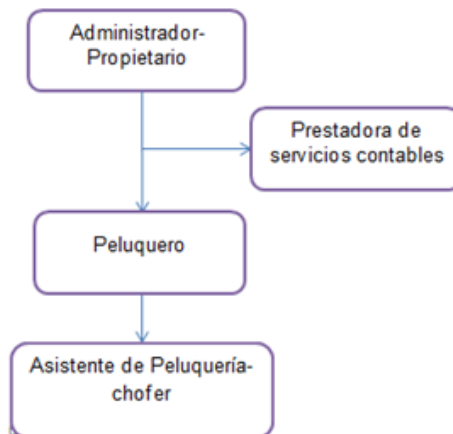 Administrador-
Propietario
Prestadora de
servicios contables
Peluquero
Asistente de Peluquería-
chofer